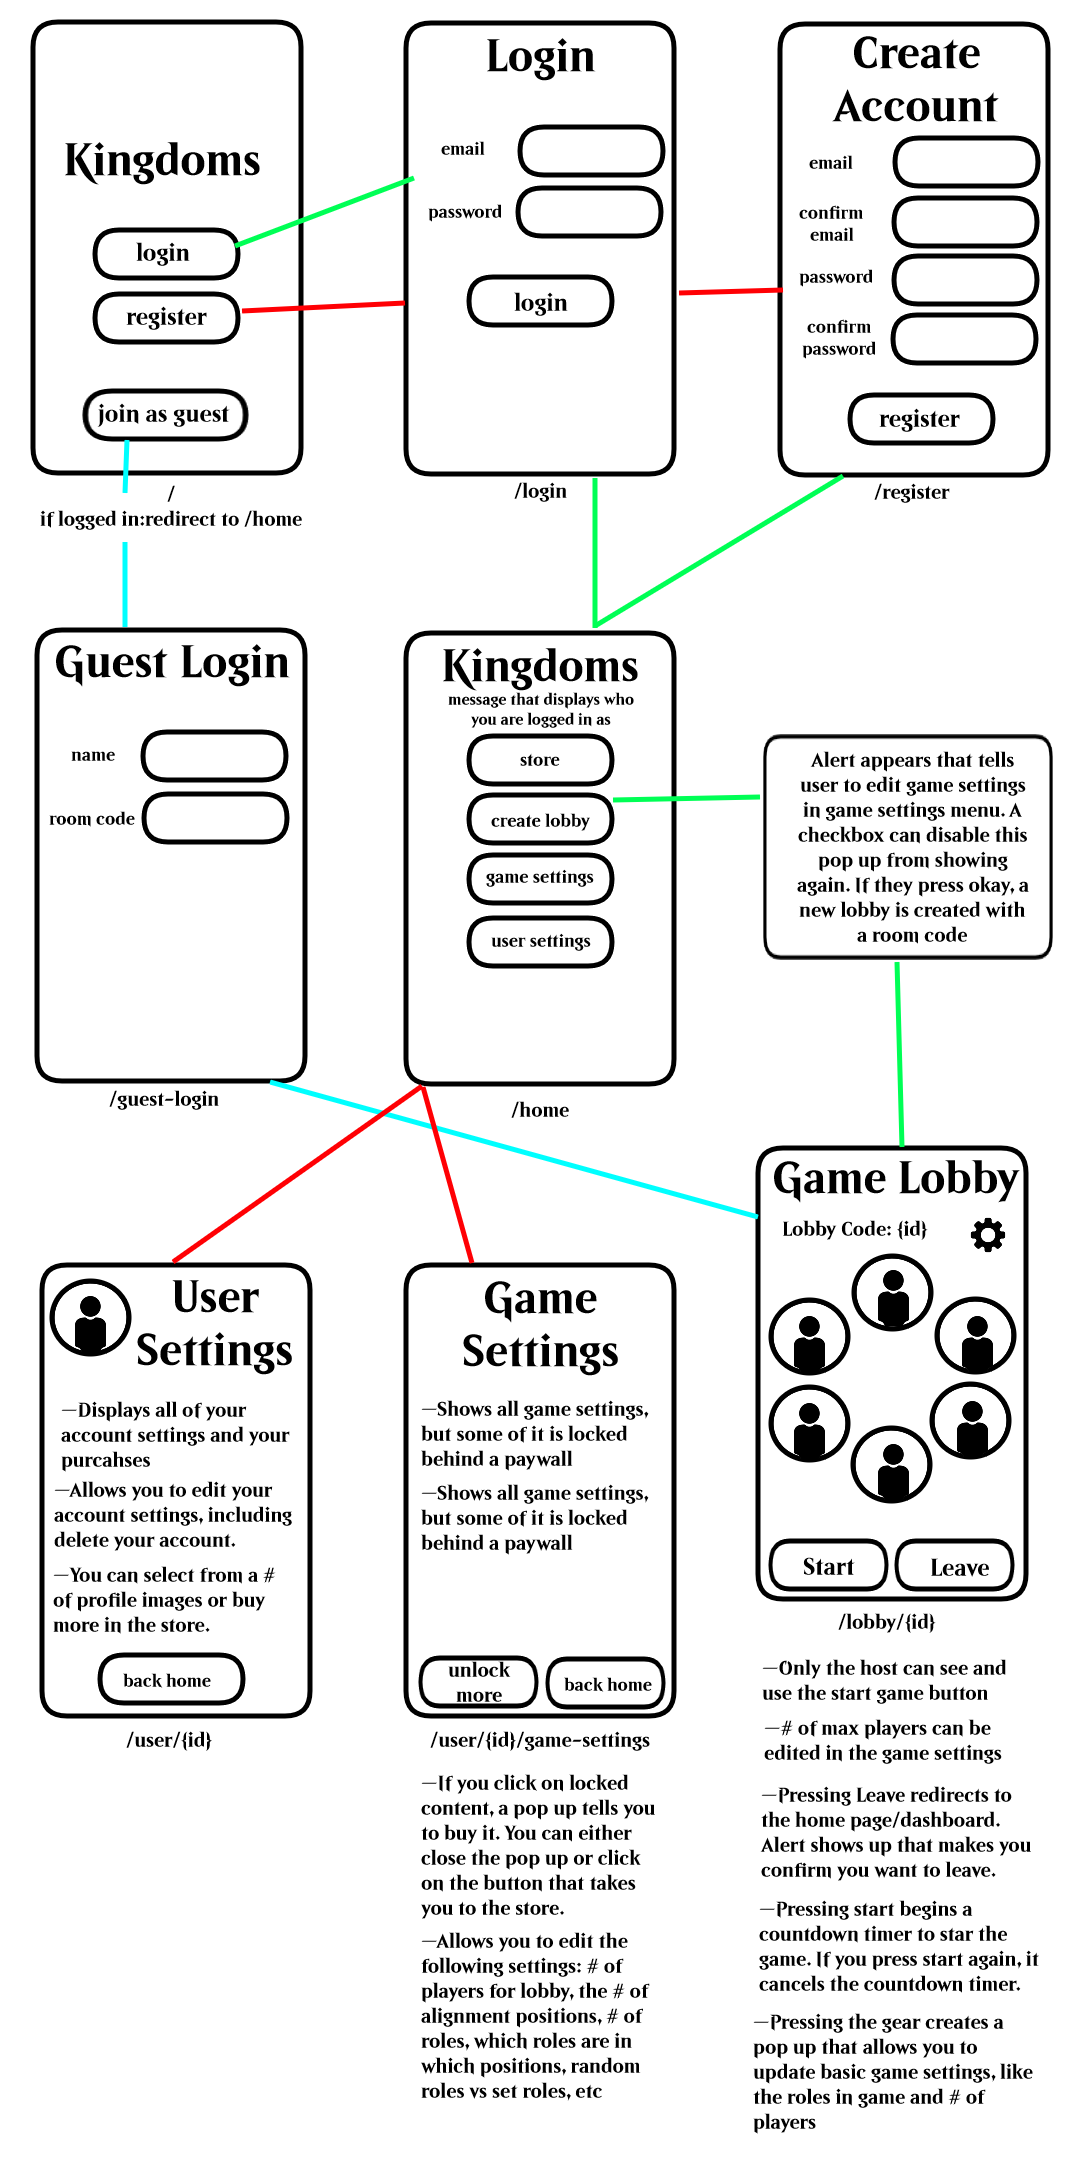 Kingdoms
login
register
join as guest
/
if logged in:redirect to /home
Login
email
password
login
/login
Create
Account
email
confirm
email
password
confirm
password
register
/register
Guest Login
name
room code
/guest-login
Kingdoms
message that displays who
you are logged in as
store
create lobby
game settings
user settings
/home
Alert appears that tells
user to edit game settings
in game settings menu. A
checkbox can disable this
pop up from showing
again. If they press okay, a
new lobby is created with
a room code
User
Settings
—Displays all of your
account settings and your
purcahses
—Allows you to edit your
account settings, including
delete your account.
—You can select from a #
of profile images or buy
more in the store.
back home
/user/{id}
Game
Settings
—Shows all game settings,
but some of it is locked
behind a paywall
—Shows all game settings,
but some of it is locked
behind a paywall
unlock
more
back home
/user/{id}/game-settings
—If you click on locked
content, a pop up tells you
to buy it. You can either
close the pop up or click
on the button that takes
you to the store.
—Allows you to edit the
following settings: # of
players for lobby, the # of
alignment positions, # of
roles, which roles are in
which positions, random
roles vs set roles, etc
Game Lobby
Lobby Code: {id}
Start
Leave
/lobby/{id}
—Only the host can see and
use the start game button
—# of max players can be
edited in the game settings
—Pressing Leave redirects to
the home page/dashboard.
Alert shows up that makes you
confirm you want to leave.
—Pressing start begins a
countdown timer to star the
game. If you press start again, it
cancels the countdown timer.
—Pressing the gear creates a
pop up that allows you to
update basic game settings, like
the roles in game and # of
players